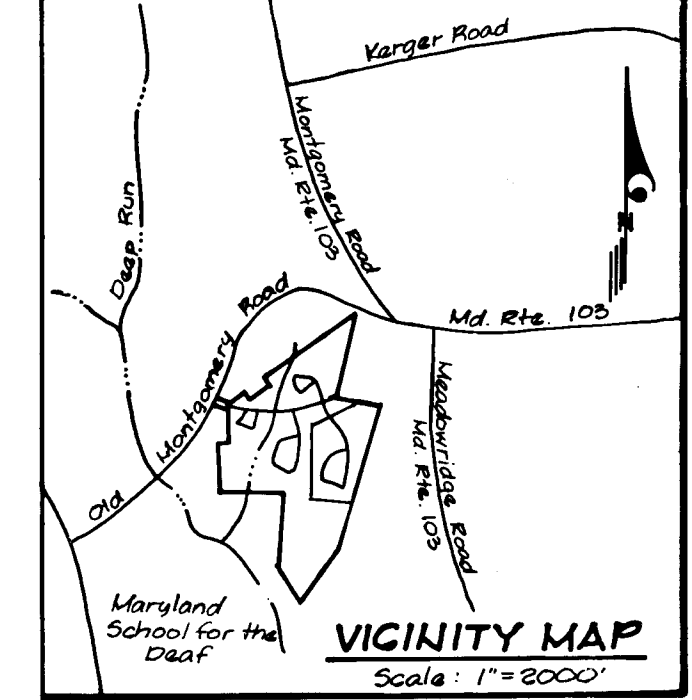 Kerger Road
Montgomery Road
Md. Rte. 103
Deep Run
N
Md. Rte. 103
Old Montgomery Road
Meadowridge Road
Md. Rte. 103
Maryland
School for the
Deaf
VICINITY MAP
Scale: 1"=2000'